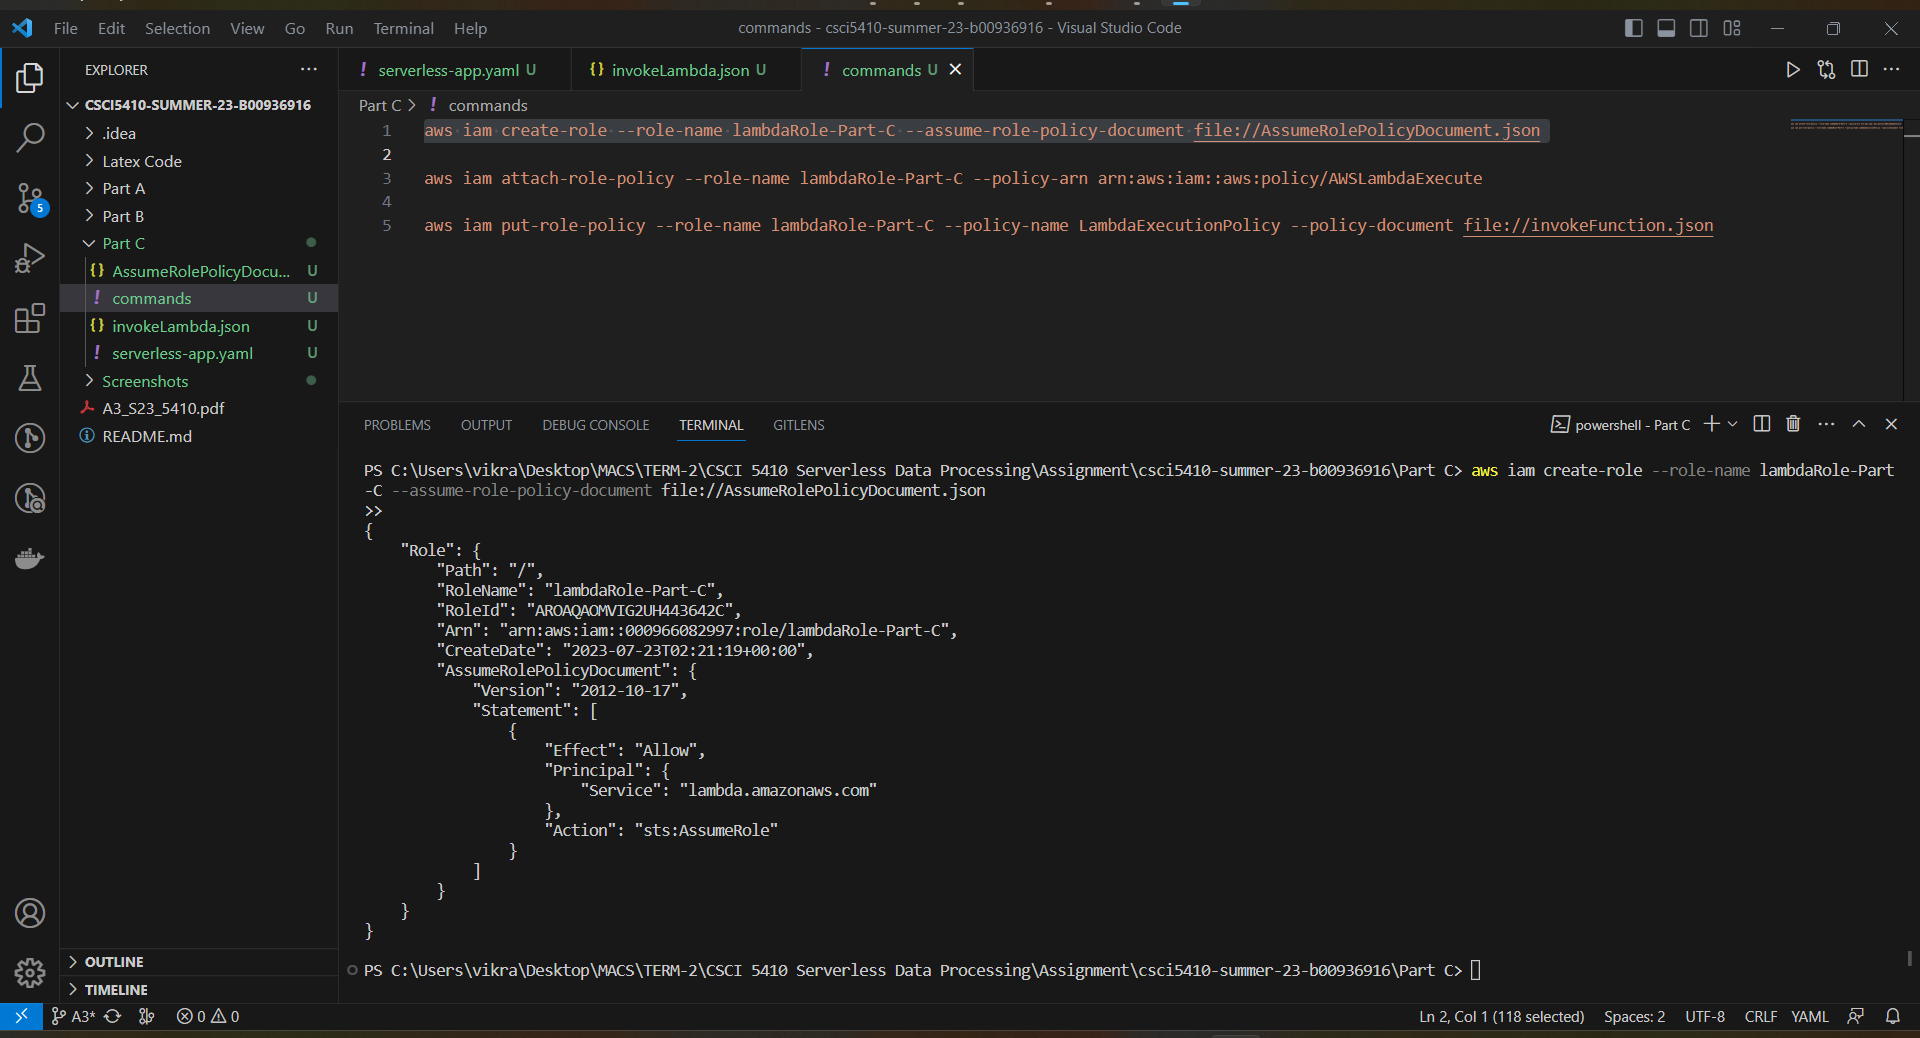 File Edit Selection View Go Run Terminal Help
commands - csci5410-summer-23-b00936916 - Visual Studio Code
EXPLORER
CSCI5410-SUMMER-23-B00936916
.idea
Latex Code
Part A
Part B
Part C
{} AssumeRolePolicyDocu... U
! commands U
{} invokeLambda.json U
! serverless-app.yaml U
Screenshots
A3_S23_5410.pdf
README.md
OUTLINE
TIMELINE
5
! serverless-app.yaml U
{} invokeLambda.json U
! commands U
Part C > ! commands
1 aws iam create-role --role-name lambdaRole-Part-C --assume-role-policy-document file://AssumeRolePolicyDocument.json
2
3 aws iam attach-role-policy --role-name lambdaRole-Part-C --policy-arn arn:aws:iam::aws:policy/AWSLambdaExecute
4
5 aws iam put-role-policy --role-name lambdaRole-Part-C --policy-name LambdaExecutionPolicy --policy-document file://invokeFunction.json
PROBLEMS OUTPUT DEBUG CONSOLE TERMINAL GITLENS
powershell - Part C
PS C:\Users\vikra\Desktop\MACS\TERM-2\CSCI 5410 Serverless Data Processing\Assignment\csci5410-summer-23-b00936916\Part C> aws iam create-role --role-name lambdaRole-Part
-C --assume-role-policy-document file://AssumeRolePolicyDocument.json
>>
{
"Role": {
"Path": "/",
"RoleName": "lambdaRole-Part-C",
"RoleId": "AROAQAOMVIG2UH443642C",
"Arn": "arn:aws:iam::000966082997:role/lambdaRole-Part-C",
"CreateDate": "2023-07-23T02:21:19+00:00",
"AssumeRolePolicyDocument": {
"Version": "2012-10-17",
"Statement": [
{
"Effect": "Allow",
"Principal": {
"Service": "lambda.amazonaws.com"
},
"Action": "sts:AssumeRole"
}
]
}
}
}
PS C:\Users\vikra\Desktop\MACS\TERM-2\CSCI 5410 Serverless Data Processing\Assignment\csci5410-summer-23-b00936916\Part C>
A3* 0 0
Ln 2, Col 1 (118 selected) Spaces: 2 UTF-8 CRLF YAML